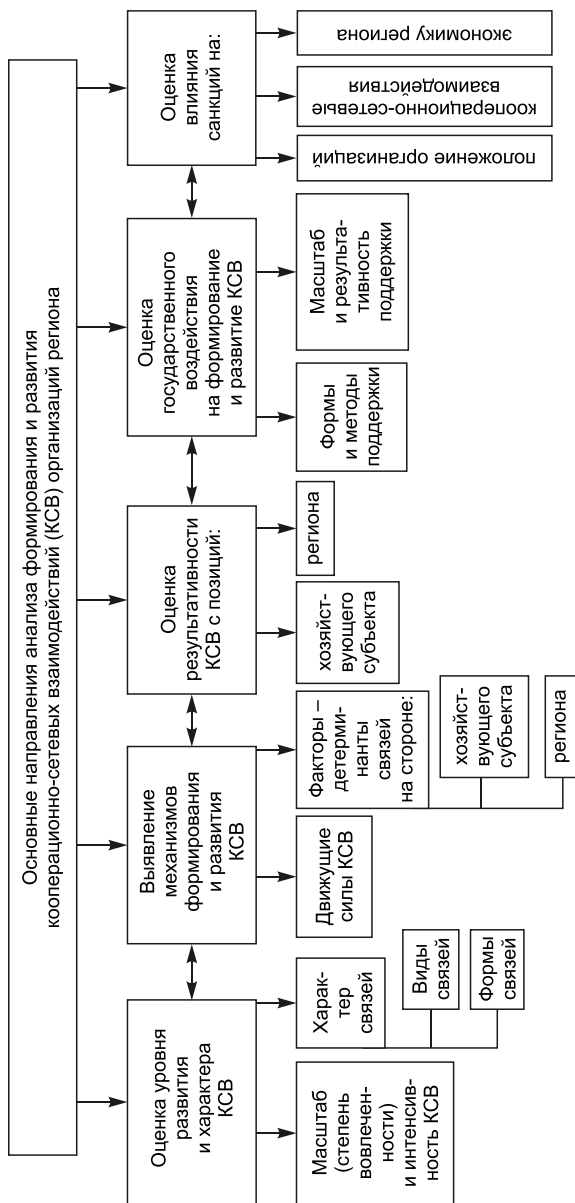 Основные направления анализа формирования и развития
кооперационно-сетевых взаимодействий (КСВ) организаций региона
Оценка уровня
развития
и характера
КСВ
Масштаб
(степень
вовлечен-
ности)
и интенсив-
ность КСВ
Харак-
тер
связей
Виды
связей
Формы
связей
Выявление
механизмов
формирования
и развития
КСВ
Движущие
силы КСВ
Факторы –
детерми-
нанты
связей
на стороне:
хозяйст-
вующего
субъекта
региона
Оценка
результативности
КСВ с позиций:
хозяйст-
вующего
субъекта
региона
Оценка
государственного
воздействия
на формирование
и развитие КСВ
Формы
и методы
поддержки
Масштаб
и результа-
тивность
поддержки
Оценка
влияния
санкций на:
положение организаций
кооперационно-сетевые
взаимодействия
экономику региона